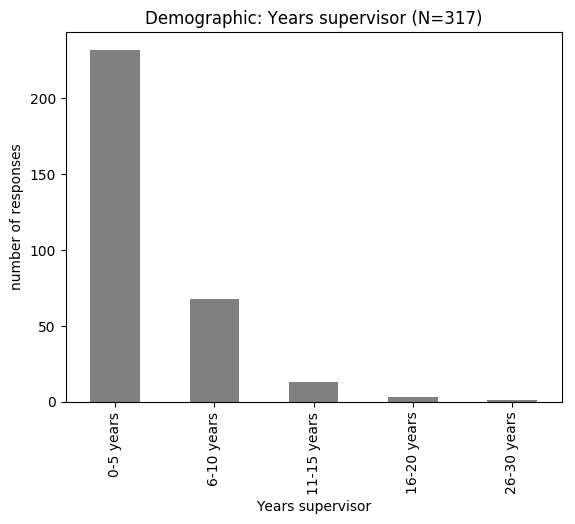 Demographic: Years supervisor (N=317)
number of responses
200
150
100
50
0
0-5 years
6-10 years
11-15 years
16-20 years
26-30 years
Years supervisor